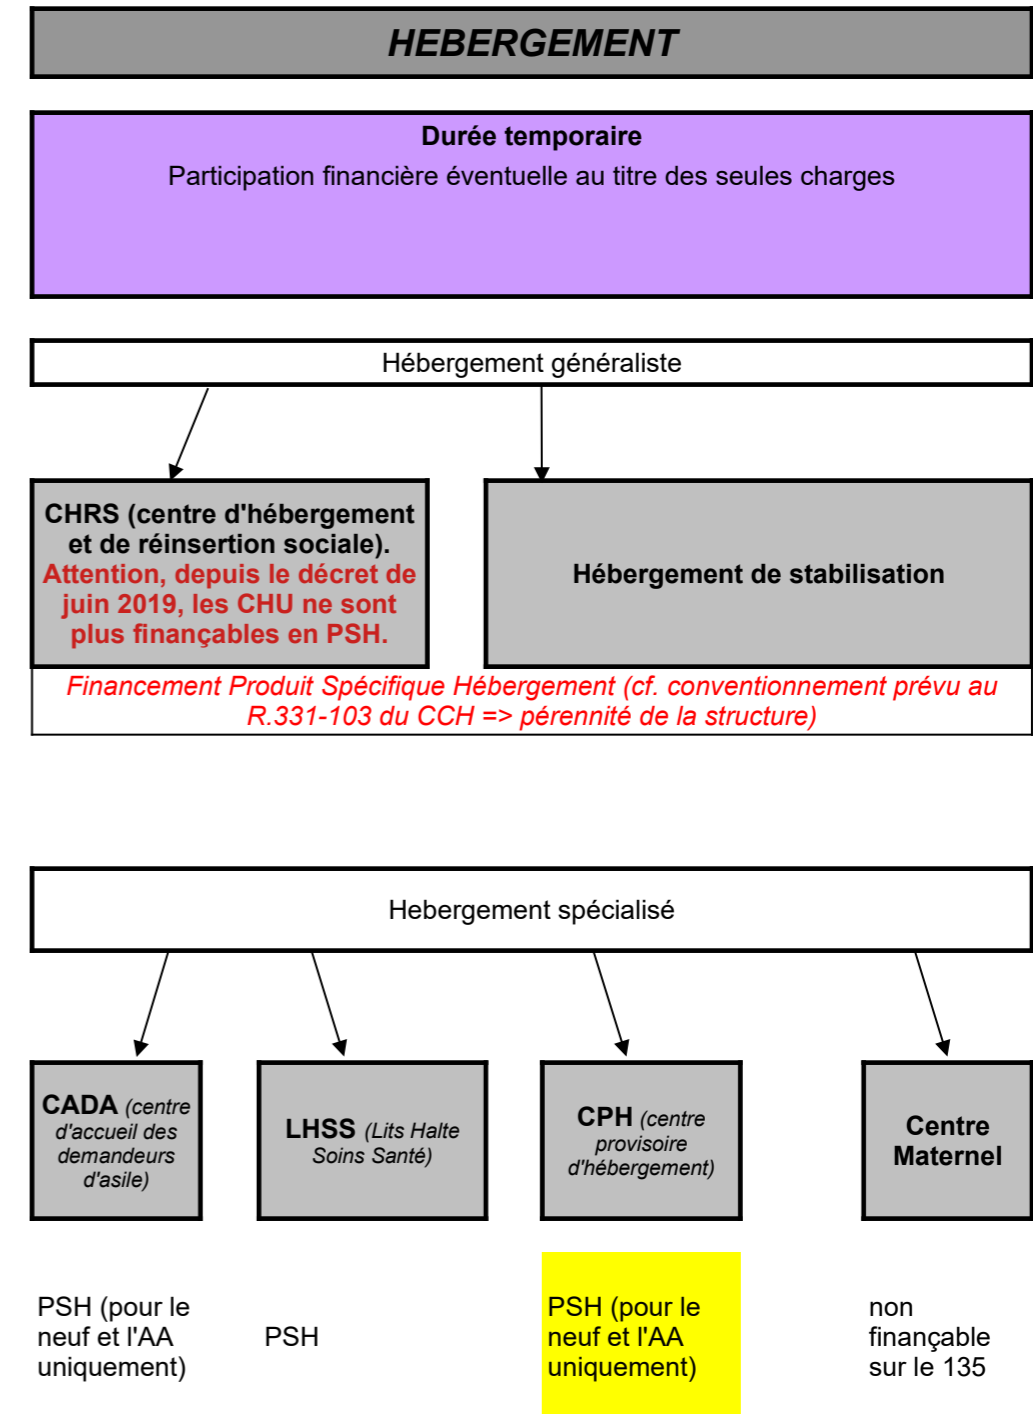 HEBERGEMENT
Durée temporaire
Participation financière éventuelle au titre des seules charges
Hébergement généraliste
CHRS (centre d'hébergement
et de réinsertion sociale).
Attention, depuis le décret de
juin 2019, les CHU ne sont
plus finançables en PSH.
Hébergement de stabilisation
Financement Produit Spécifique Hébergement (cf. conventionnement prévu au
R.331-103 du CCH => pérennité de la structure)
Hebergement spécialisé
CADA (centre
d'accueil des
demandeurs
d'asile)
LHSS (Lits Halte
Soins Santé)
CPH (centre
provisoire
d'hébergement)
Centre
Maternel
PSH (pour le
neuf et l'AA
uniquement)
PSH
PSH (pour le
neuf et l'AA
uniquement)
non
finançable
sur le 135